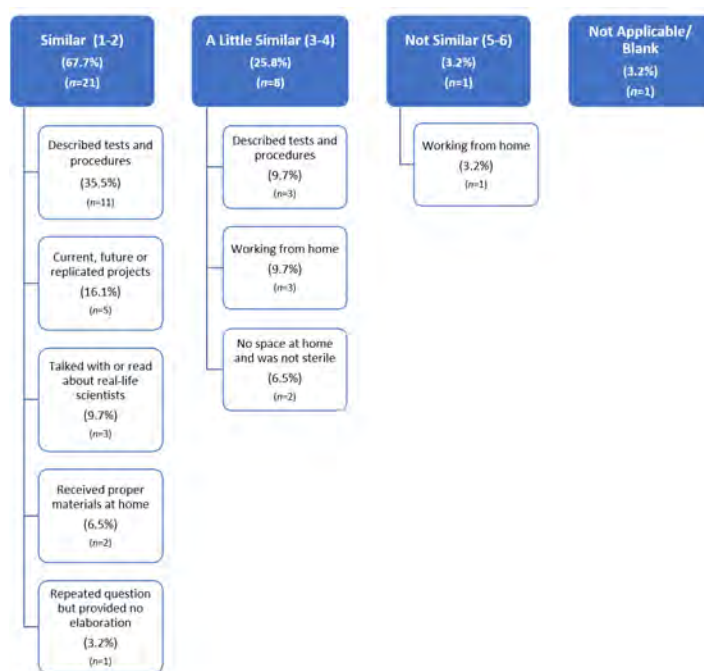 Similar (1-2)
(67.7%)
(n=21)
Described tests and
procedures
(35.5%)
(n=11)
Current, future or
replicated projects
(16.1%)
(n=5)
Talked with or read
about real-life
scientists
(9.7%)
(n=3)
Received proper
materials at home
(6.5%)
(n=2)
Repeated question
but provided no
elaboration
(3.2%)
(n=1)
A Little Similar (3-4)
(25.8%)
(n=8)
Described tests and
procedures
(9.7%)
(n=3)
Working from home
(9.7%)
(n=3)
No space at home
and was not sterile
(6.5%)
(n=2)
Not Similar (5-6)
(3.2%)
(n=1)
Working from home
(3.2%)
(n=1)
Not Applicable/
Blank
(3.2%)
(n=1)